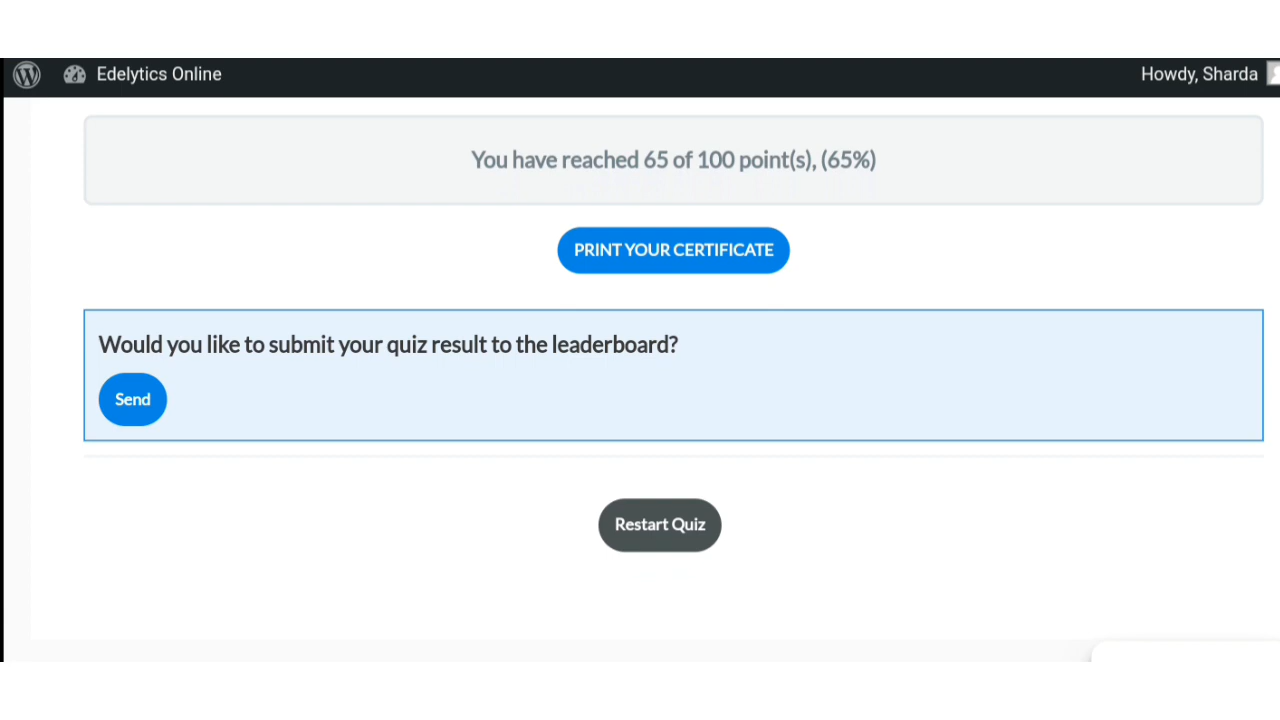 Edelytics Online
Howdy, Sharda
You have reached 65 of 100 point(s), (65%)
PRINT YOUR CERTIFICATE
Would you like to submit your quiz result to the leaderboard?
Send
Restart Quiz